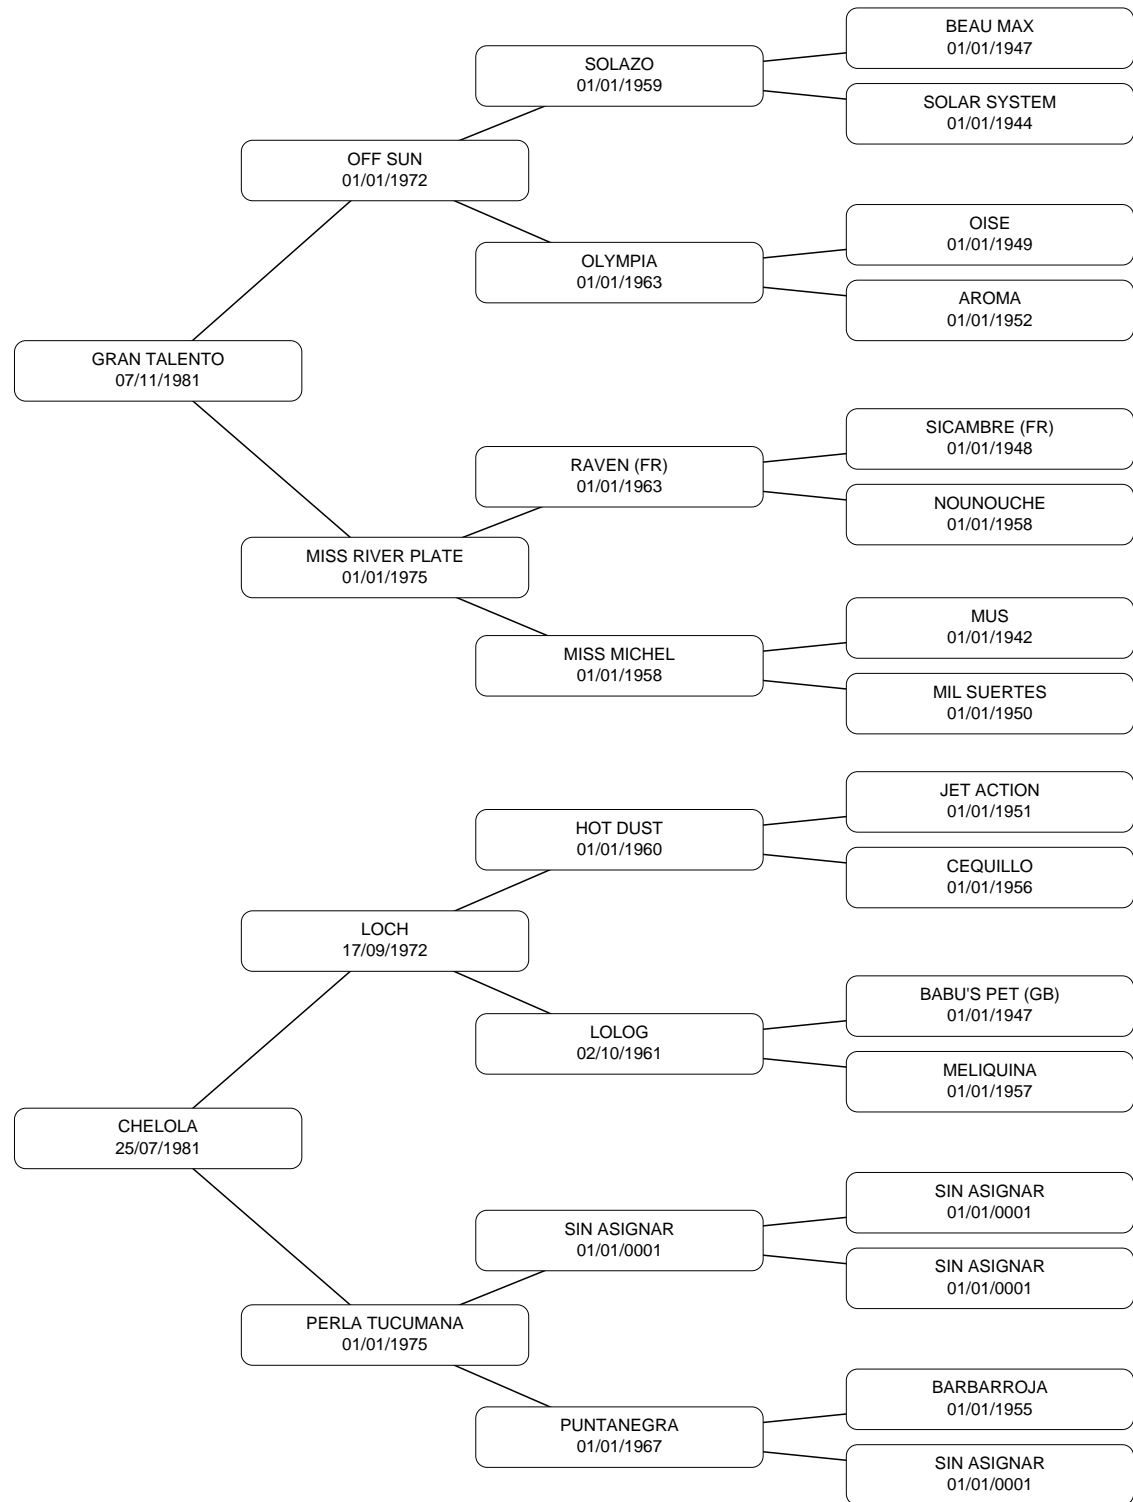 BEAU MAX
01/01/1947
SOLAZO
01/01/1959
SOLAR SYSTEM
01/01/1944
OFF SUN
01/01/1972
OISE
01/01/1949
OLYMPIA
01/01/1963
AROMA
01/01/1952
GRAN TALENTO
07/11/1981
SICAMBRE (FR)
01/01/1948
RAVEN (FR)
01/01/1963
NOUNOUCHE
01/01/1958
MISS RIVER PLATE
01/01/1975
MUS
01/01/1942
MISS MICHEL
01/01/1958
MIL SUERTES
01/01/1950
JET ACTION
01/01/1951
HOT DUST
01/01/1960
CEQUILLO
01/01/1956
LOCH
17/09/1972
BABU'S PET (GB)
01/01/1947
LOLOG
02/10/1961
MELIQUINA
01/01/1957
CHELOLA
25/07/1981
SIN ASIGNAR
01/01/0001
SIN ASIGNAR
01/01/0001
SIN ASIGNAR
01/01/0001
PERLA TUCUMANA
01/01/1975
BARBARROJA
01/01/1955
PUNTANEGRA
01/01/1967
SIN ASIGNAR
01/01/0001